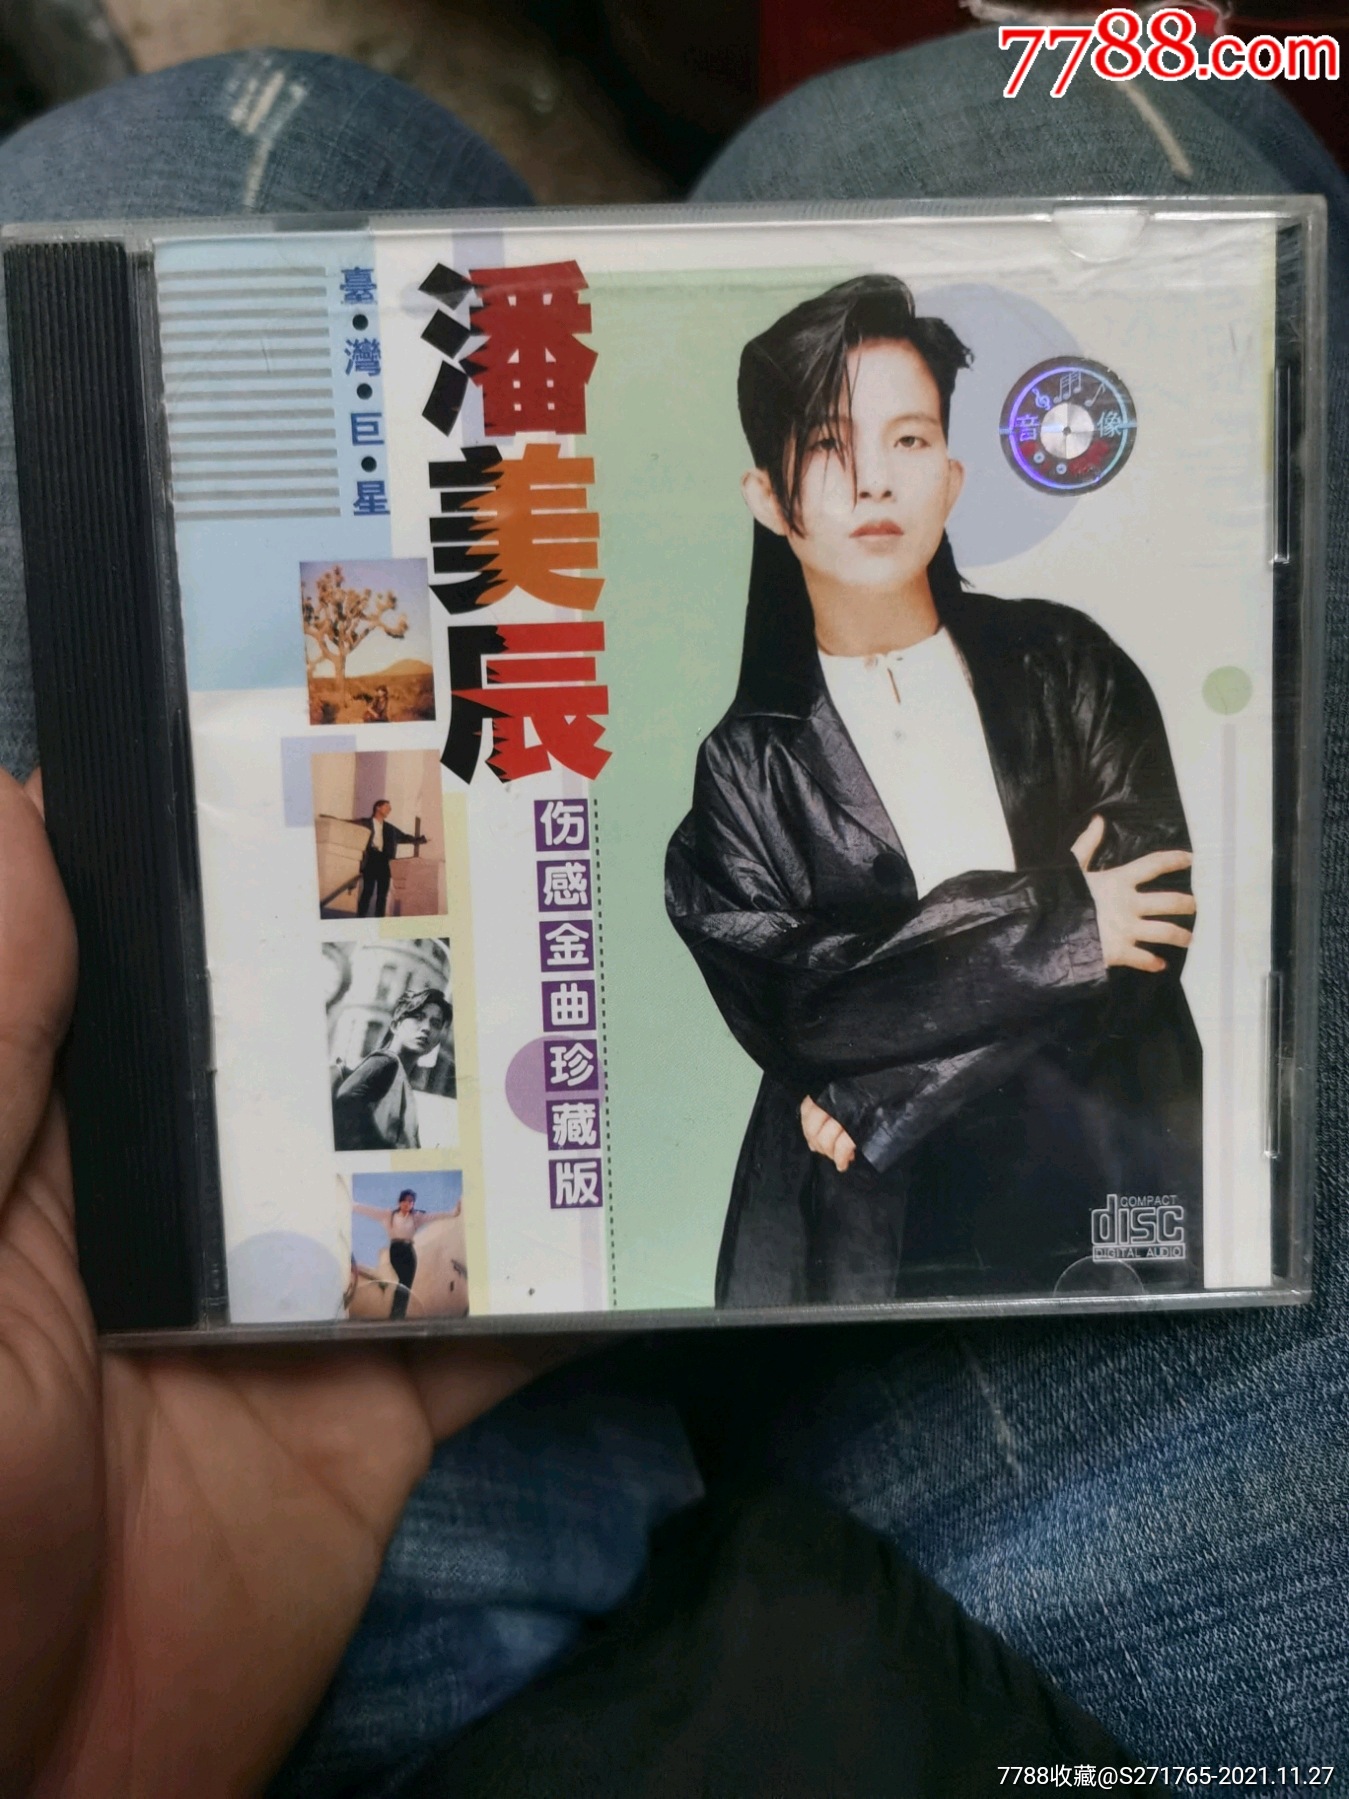 7788.com
臺·灣·巨·星
潘美辰
伤感金曲珍藏版
音像
COMPACT
disc
DIGITAL AUDIO
7788收藏@S271765-2021.11.27